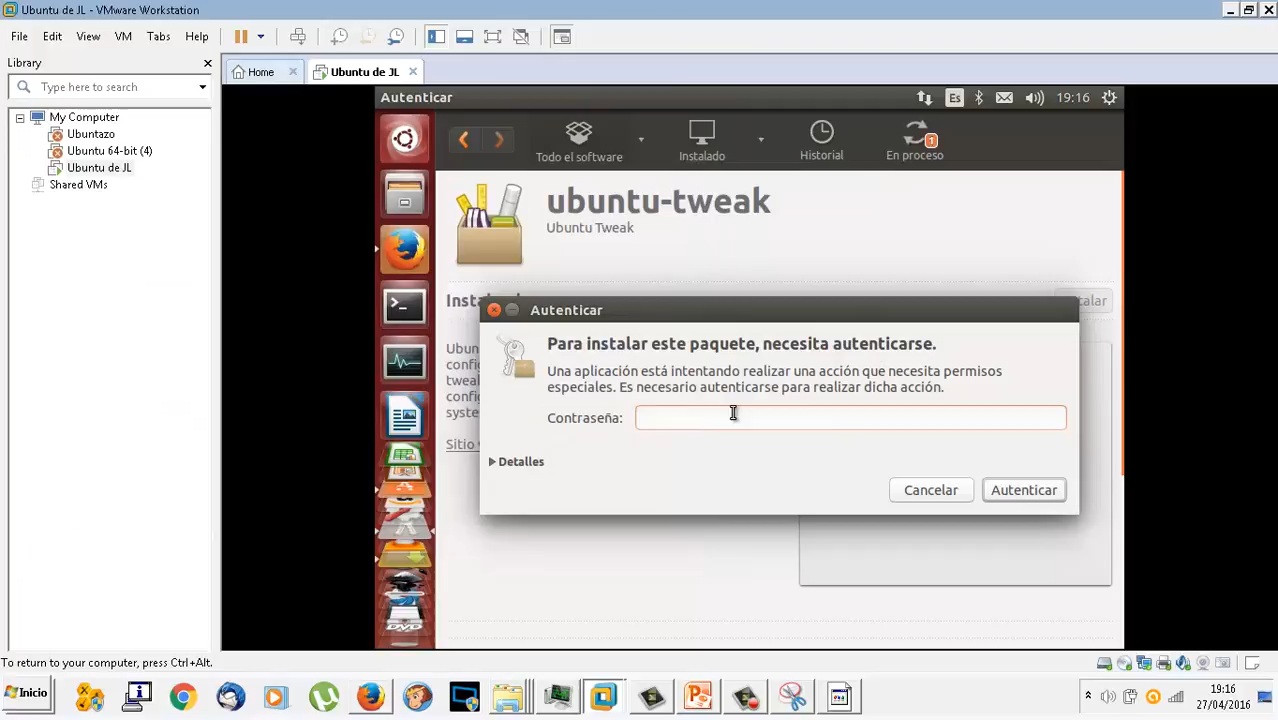 Ubuntu de JL - VMware Workstation
File Edit View VM Tabs Help
Library
Type here to search
My Computer
Ubuntazo
Ubuntu 64-bit (4)
Ubuntu de JL
Shared VMs
Home
Ubuntu de JL
Autenticar
Es
19:16
Todo el software
Instalado
Historial
En proceso
1
ubuntu-tweak
Ubuntu Tweak
Autenticar
Para instalar este paquete, necesita autenticarse.
Una aplicación está intentando realizar una acción que necesita permisos
especiales. Es necesario autenticarse para realizar dicha acción.
Contraseña:
Detalles
Cancelar
Autenticar
Sitio
To return to your computer, press Ctrl+Alt.
Inicio
19:16
27/04/2016